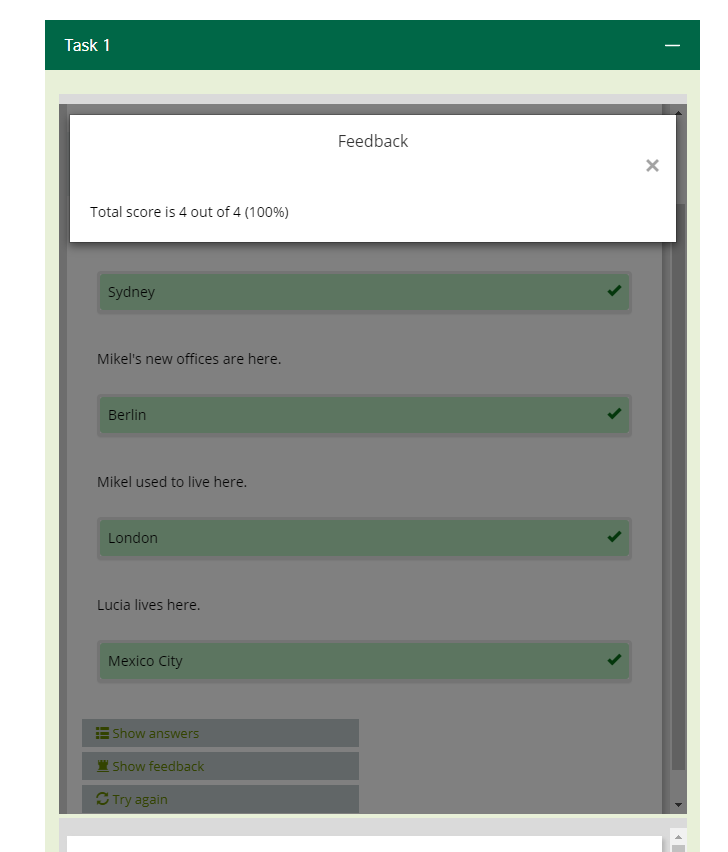 Task 1
Feedback
Total score is 4 out of 4 (100%)
Sydney
Mikel's new offices are here.
Berlin
Mikel used to live here.
London
Lucia lives here.
Mexico City
Show answers
Show feedback
Try again